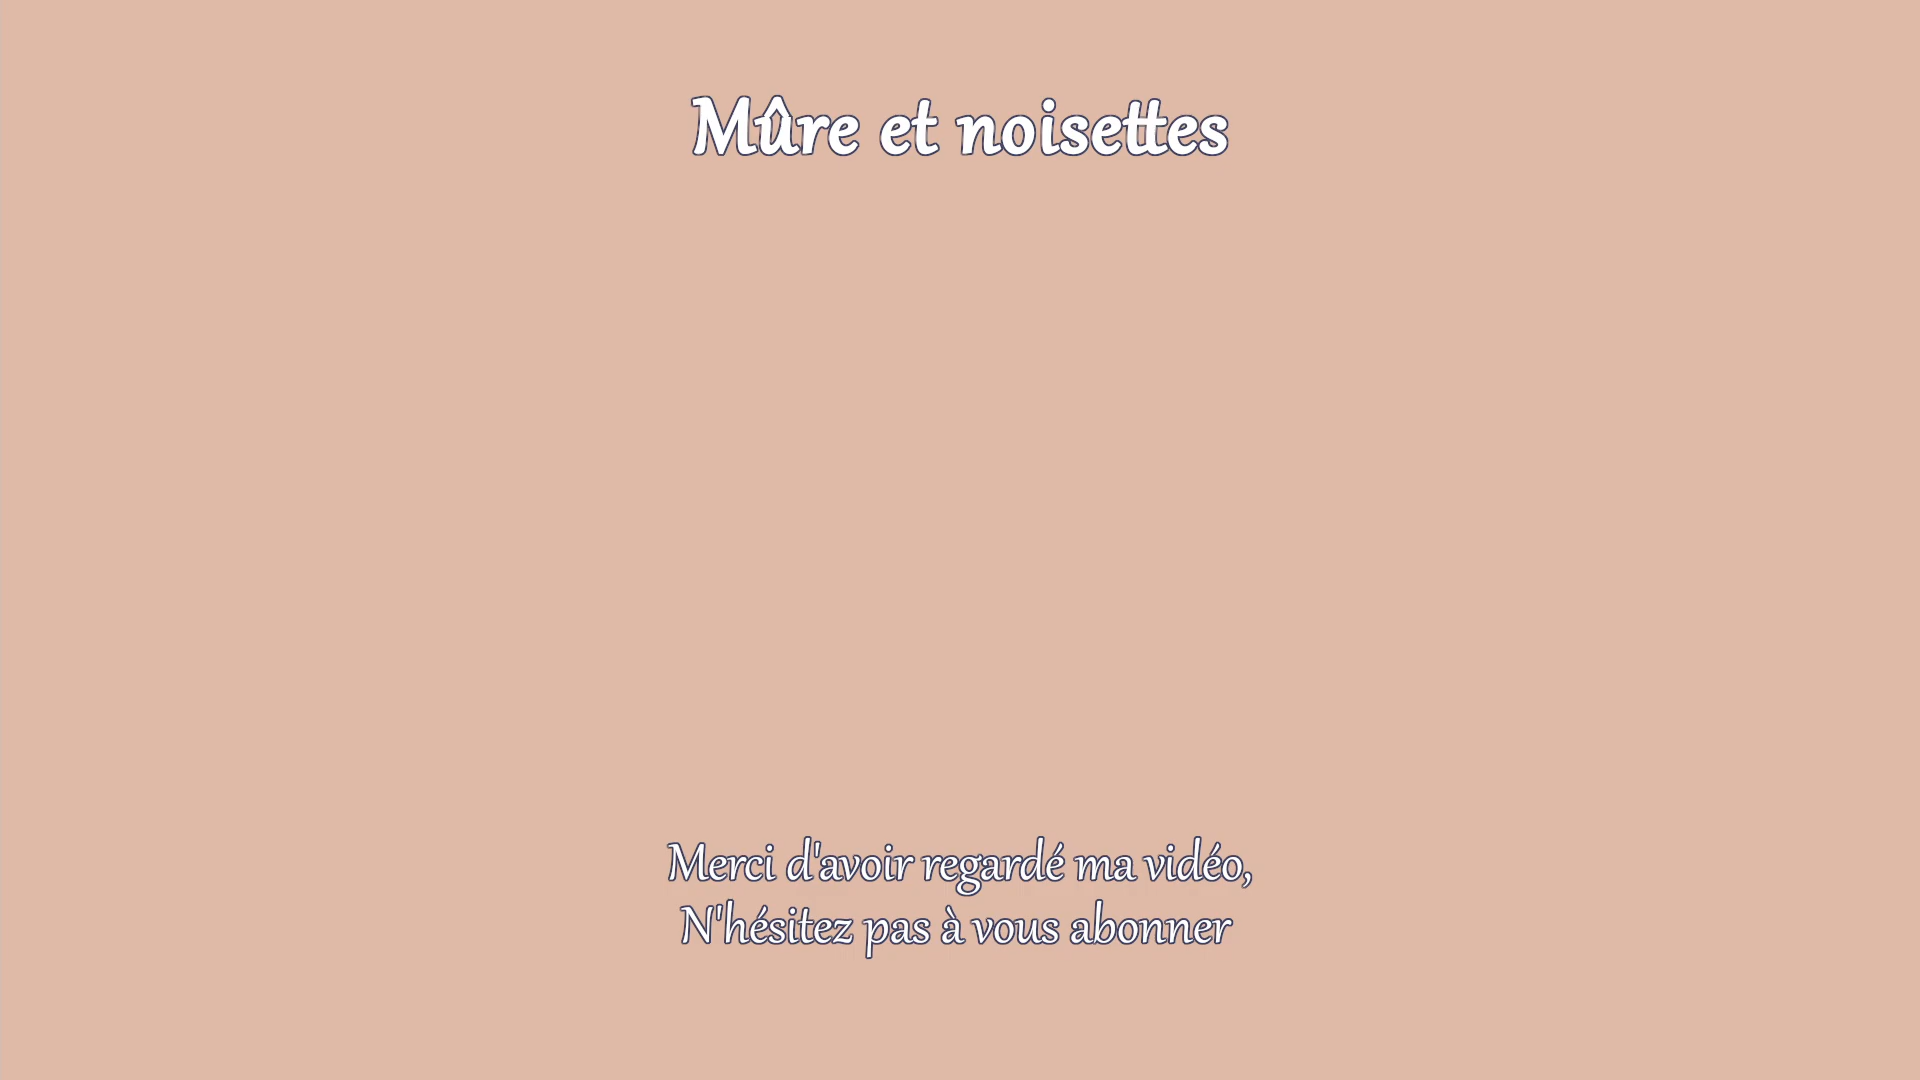 Mûre et noisettes
Merci d'avoir regardé ma vidéo,
N'hésitez pas à vous abonner